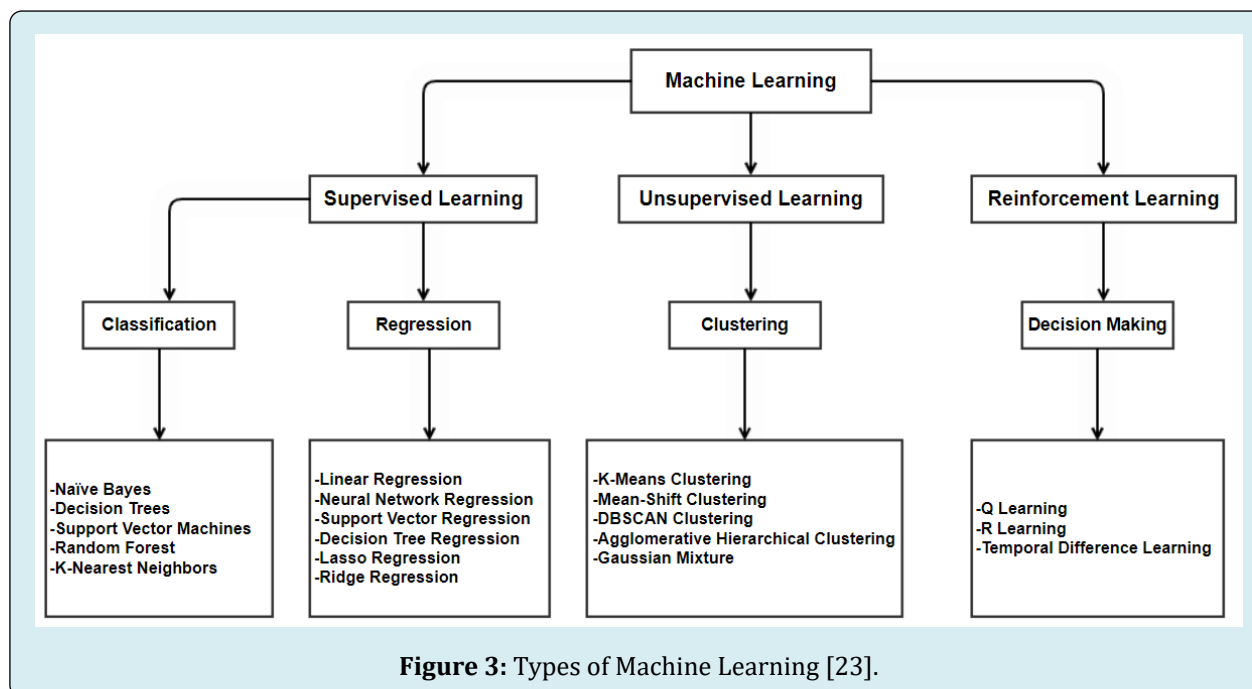 Machine Learning
Supervised Learning
Unsupervised Learning
Reinforcement Learning
Classification
Regression
Clustering
Decision Making
-Naïve Bayes
-Decision Trees
-Support Vector Machines
-Random Forest
-K-Nearest Neighbors
-Linear Regression
-Neural Network Regression
-Support Vector Regression
-Decision Tree Regression
-Lasso Regression
-Ridge Regression
-K-Means Clustering
-Mean-Shift Clustering
-DBSCAN Clustering
-Agglomerative Hierarchical Clustering
-Gaussian Mixture
-Q Learning
-R Learning
-Temporal Difference Learning
Figure 3: Types of Machine Learning [23].